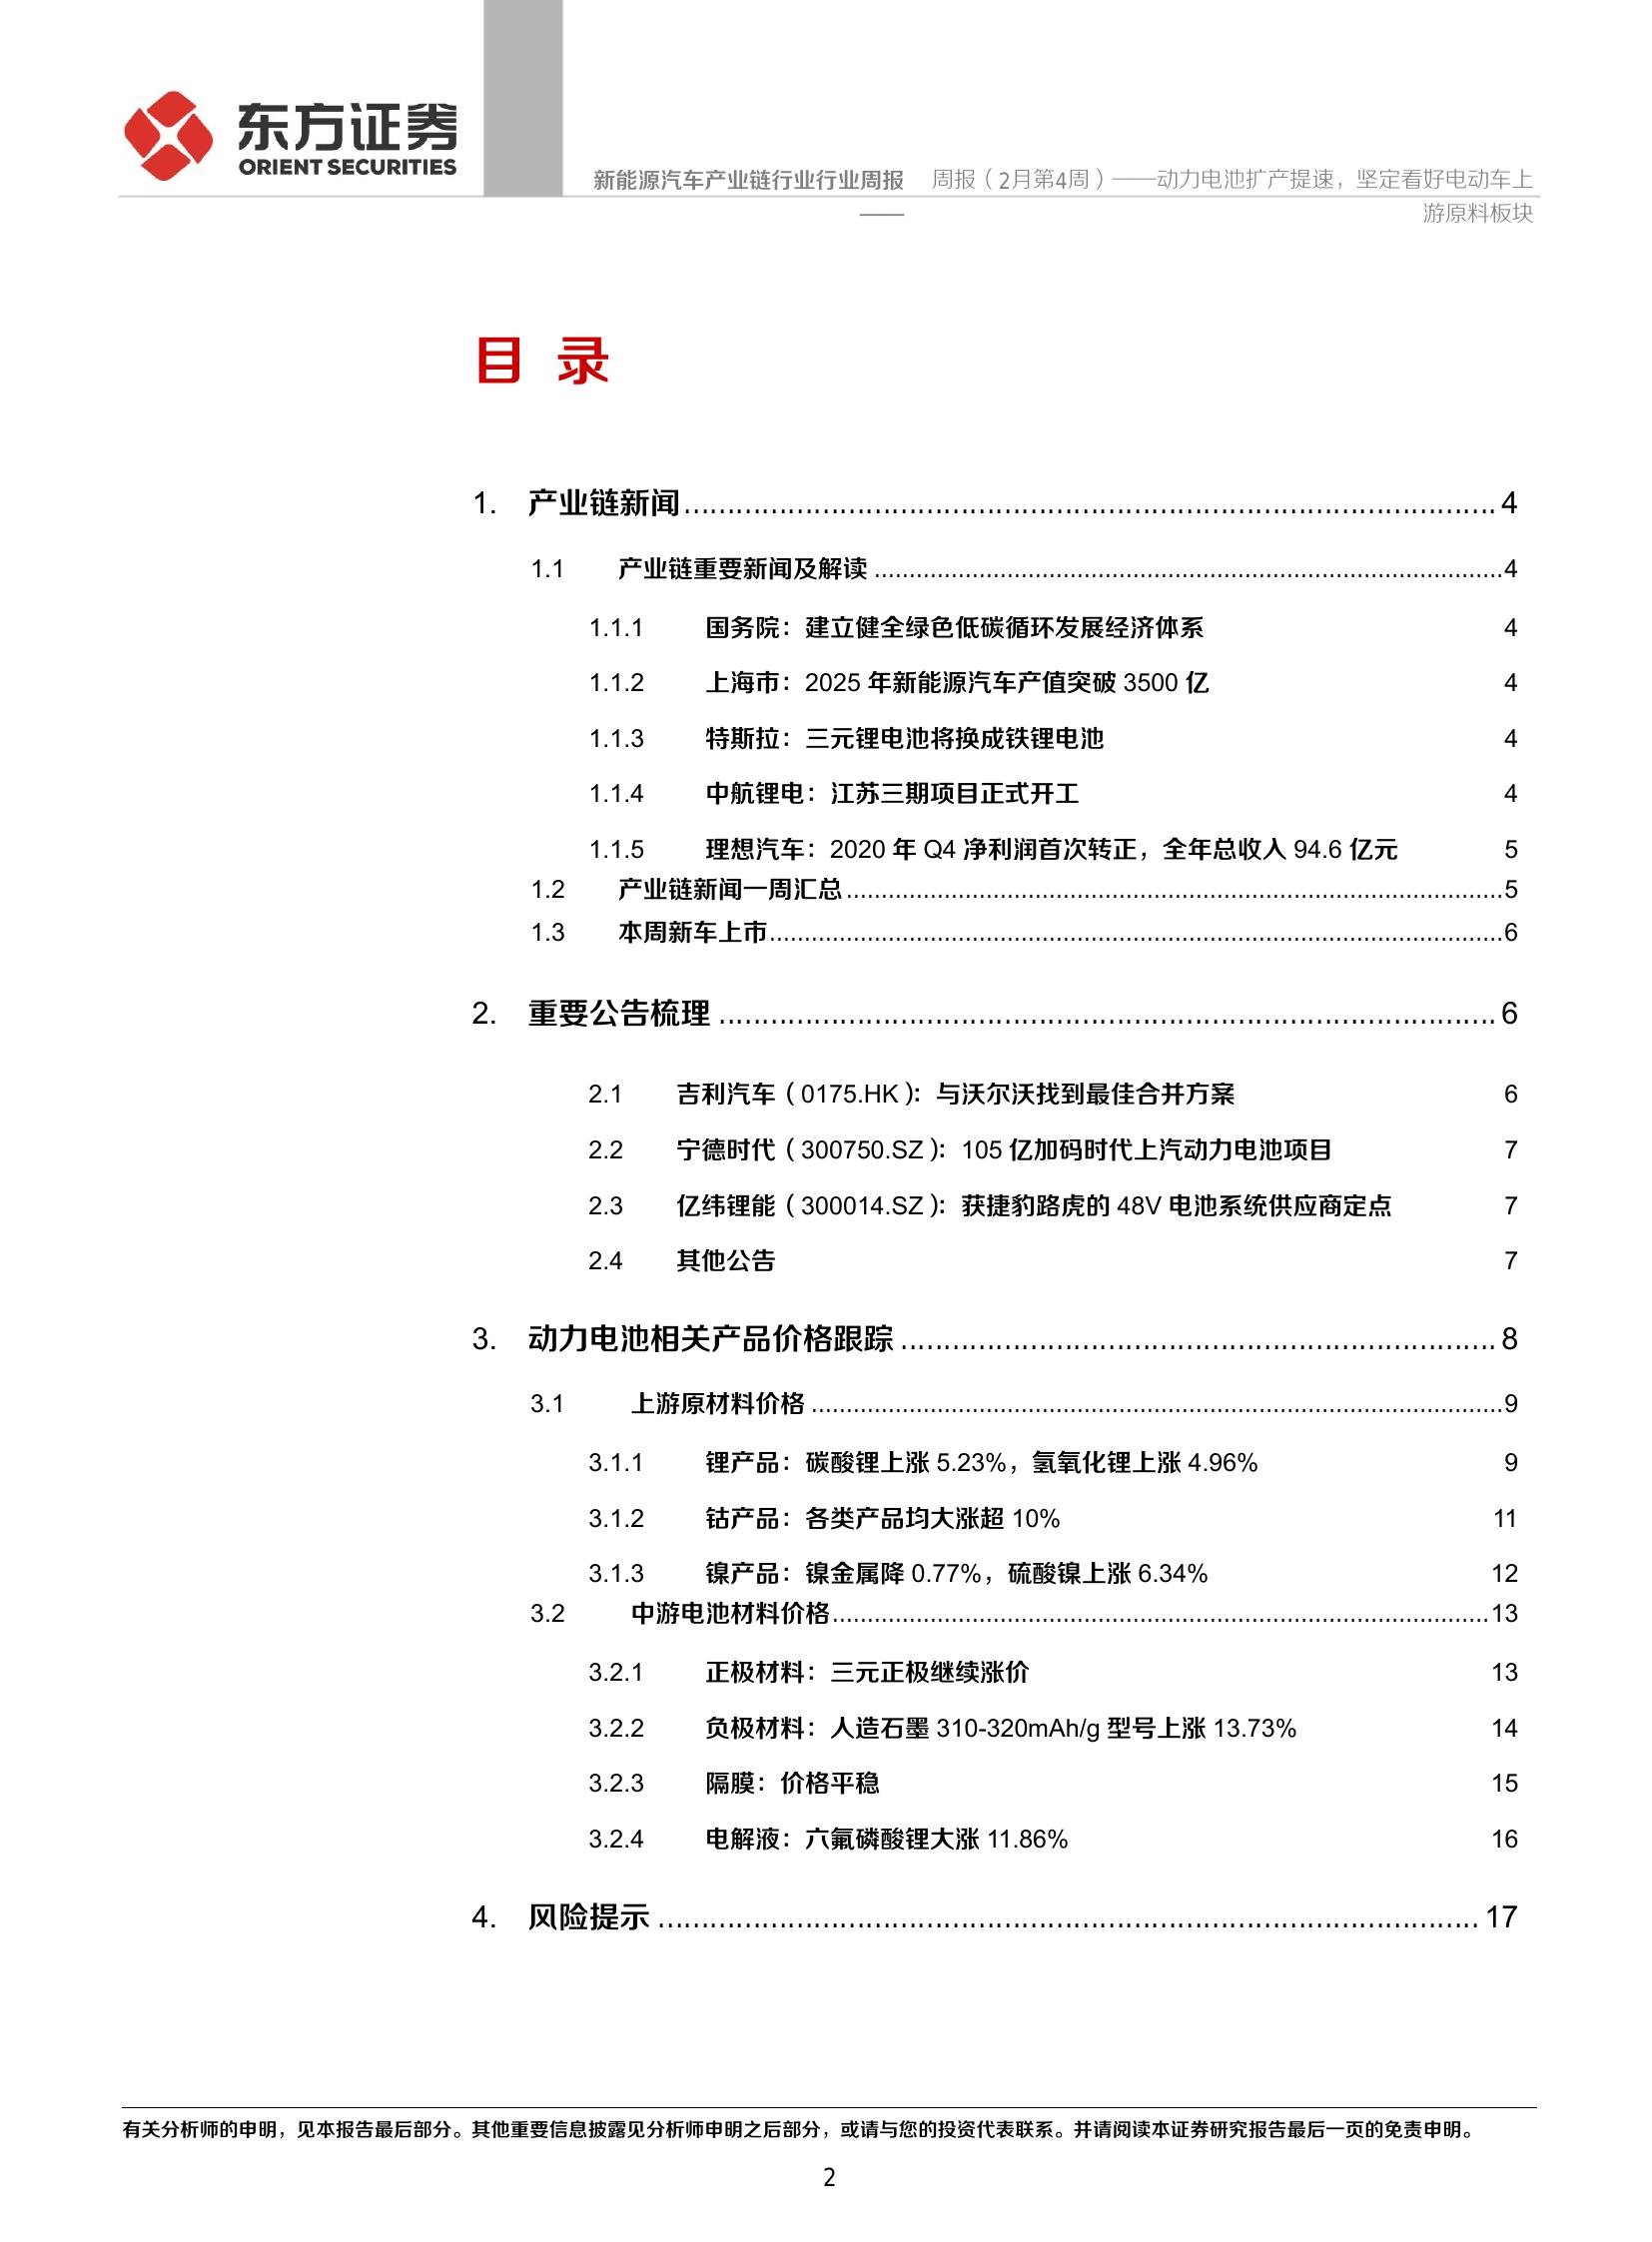 东方证券
ORIENT SECURITIES
新能源汽车产业链行业行业周报 周报（2月第4周）——动力电池扩产提速，坚定看好电动车上
—— 游原料板块
目 录
1. 产业链新闻 4
1.1 产业链重要新闻及解读 4
1.1.1 国务院：建立健全绿色低碳循环发展经济体系 4
1.1.2 上海市：2025 年新能源汽车产值突破 3500 亿 4
1.1.3 特斯拉：三元锂电池将换成铁锂电池 4
1.1.4 中航锂电：江苏三期项目正式开工 4
1.1.5 理想汽车：2020 年 Q4 净利润首次转正，全年总收入 94.6 亿元 5
1.2 产业链新闻一周汇总 5
1.3 本周新车上市 6
2. 重要公告梳理 6
2.1 吉利汽车（0175.HK）：与沃尔沃找到最佳合并方案 6
2.2 宁德时代（300750.SZ）：105 亿加码时代上汽动力电池项目 7
2.3 亿纬锂能（300014.SZ）：获捷豹路虎的 48V 电池系统供应商定点 7
2.4 其他公告 7
3. 动力电池相关产品价格跟踪 8
3.1 上游原材料价格 9
3.1.1 锂产品：碳酸锂上涨 5.23%，氢氧化锂上涨 4.96% 9
3.1.2 钴产品：各类产品均大涨超 10% 11
3.1.3 镍产品：镍金属降 0.77%，硫酸镍上涨 6.34% 12
3.2 中游电池材料价格 13
3.2.1 正极材料：三元正极继续涨价 13
3.2.2 负极材料：人造石墨 310-320mAh/g 型号上涨 13.73% 14
3.2.3 隔膜：价格平稳 15
3.2.4 电解液：六氟磷酸锂大涨 11.86% 16
4. 风险提示 17
有关分析师的申明，见本报告最后部分。其他重要信息披露见分析师申明之后部分，或请与您的投资代表联系。并请阅读本证券研究报告最后一页的免责申明。
2